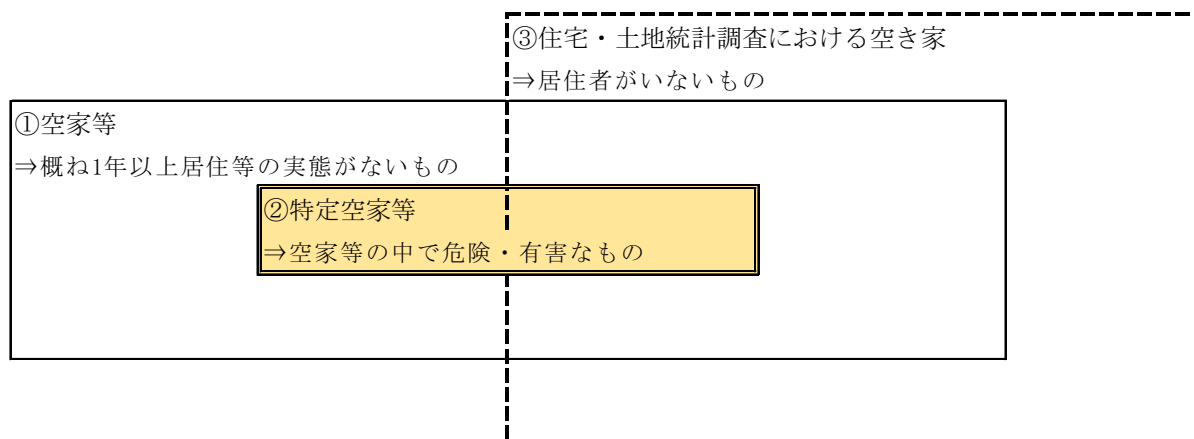 ③住宅・土地統計調査における空き家
⇒居住者がいないもの
①空家等
⇒概ね1年以上居住等の実態がないもの
②特定空家等
⇒空家等の中で危険・有害なもの